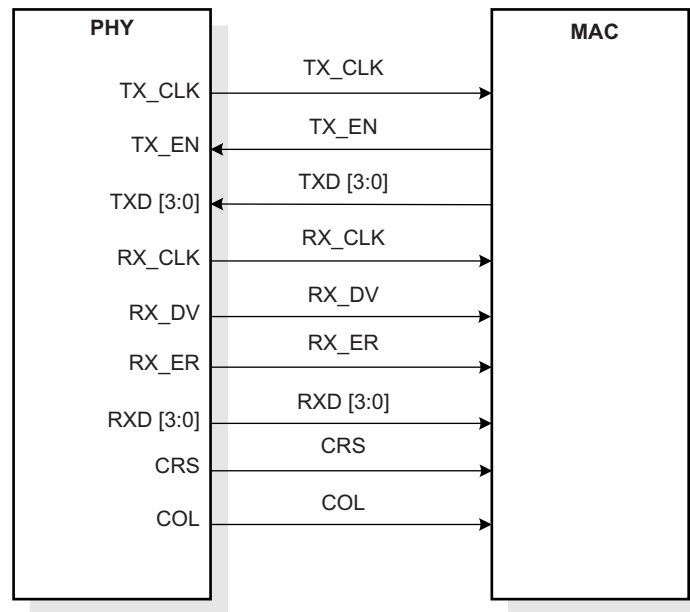 PHY
MAC
TX_CLK
TX_CLK
TX_EN
TX_EN
TXD [3:0]
TXD [3:0]
RX_CLK
RX_CLK
RX_DV
RX_DV
RX_ER
RX_ER
RXD [3:0]
RXD [3:0]
CRS
CRS
COL
COL